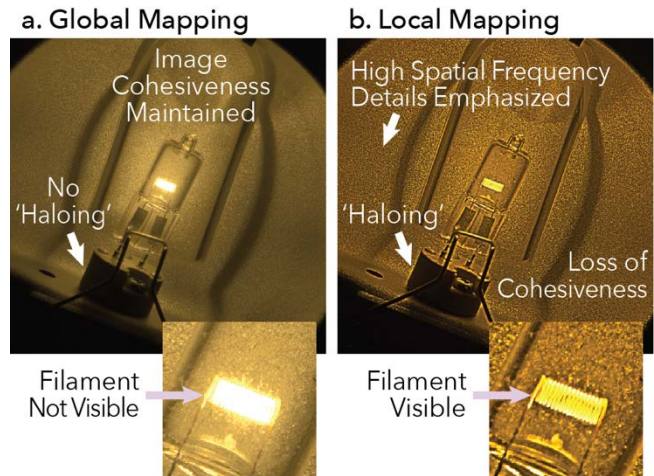 a. Global Mapping
Image
Cohesiveness
Maintained
No
'Haloing'
Filament
Not Visible
b. Local Mapping
High Spatial Frequency
Details Emphasized
'Haloing'
Loss of
Cohesiveness
Filament
Visible